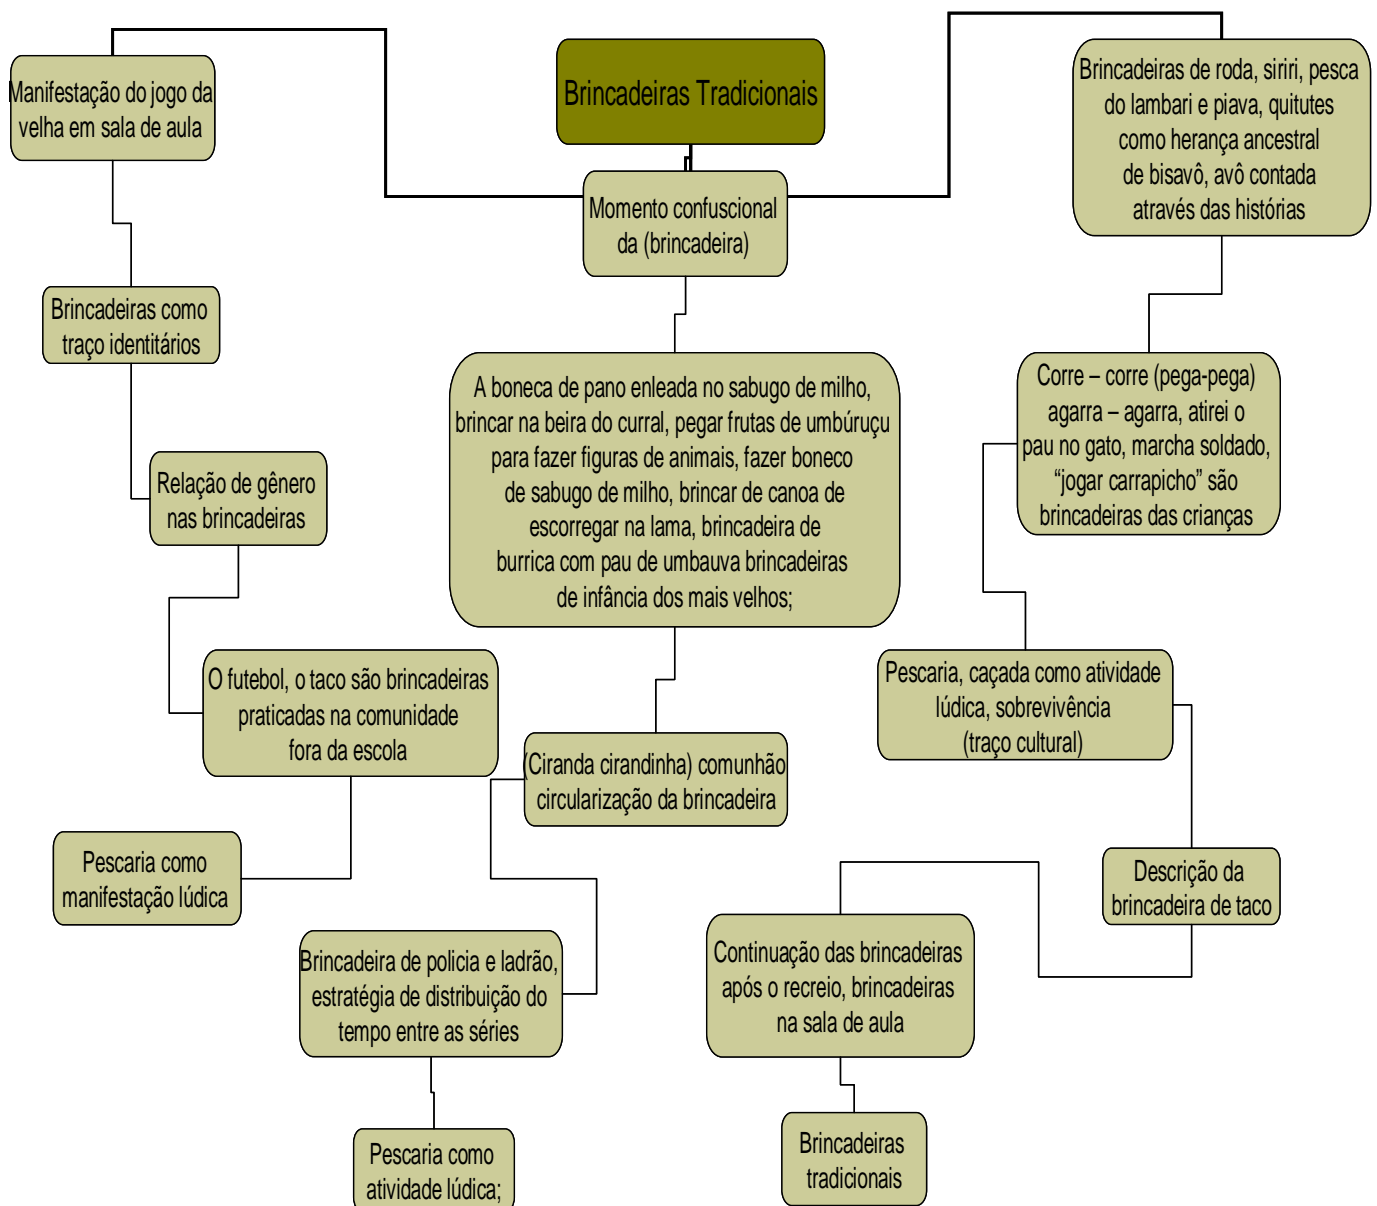 Brincadeiras Tradicionais
Manifestação do jogo da
velha em sala de aula
Momento confuscional
da (brincadeira)
Brincadeiras de roda, siriri, pesca
do lambari e piava, quitutes
como herança ancestral
de bisavô, avô contada
através das histórias
Brincadeiras como
traço identitários
A boneca de pano enleada no sabugo de milho,
brincar na beira do curral, pegar frutas de umbúruçu
para fazer figuras de animais, fazer boneco
de sabugo de milho, brincar de canoa de
escorregar na lama, brincadeira de
burrica com pau de umbauva brincadeiras
de infância dos mais velhos;
Corre – corre (pega-pega)
agarra – agarra, atirei o
pau no gato, marcha soldado,
“jogar carrapicho” são
brincadeiras das crianças
Relação de gênero
nas brincadeiras
O futebol, o taco são brincadeiras
praticadas na comunidade
fora da escola
(Ciranda cirandinha) comunhão
circularização da brincadeira
Pescaria, caçada como atividade
lúdica, sobrevivência
(traço cultural)
Pescaria como
manifestação lúdica
Descrição da
brincadeira de taco
Brincadeira de policia e ladrão,
estratégia de distribuição do
tempo entre as séries
Continuação das brincadeiras
após o recreio, brincadeiras
na sala de aula
Pescaria como
atividade lúdica;
Brincadeiras
tradicionais